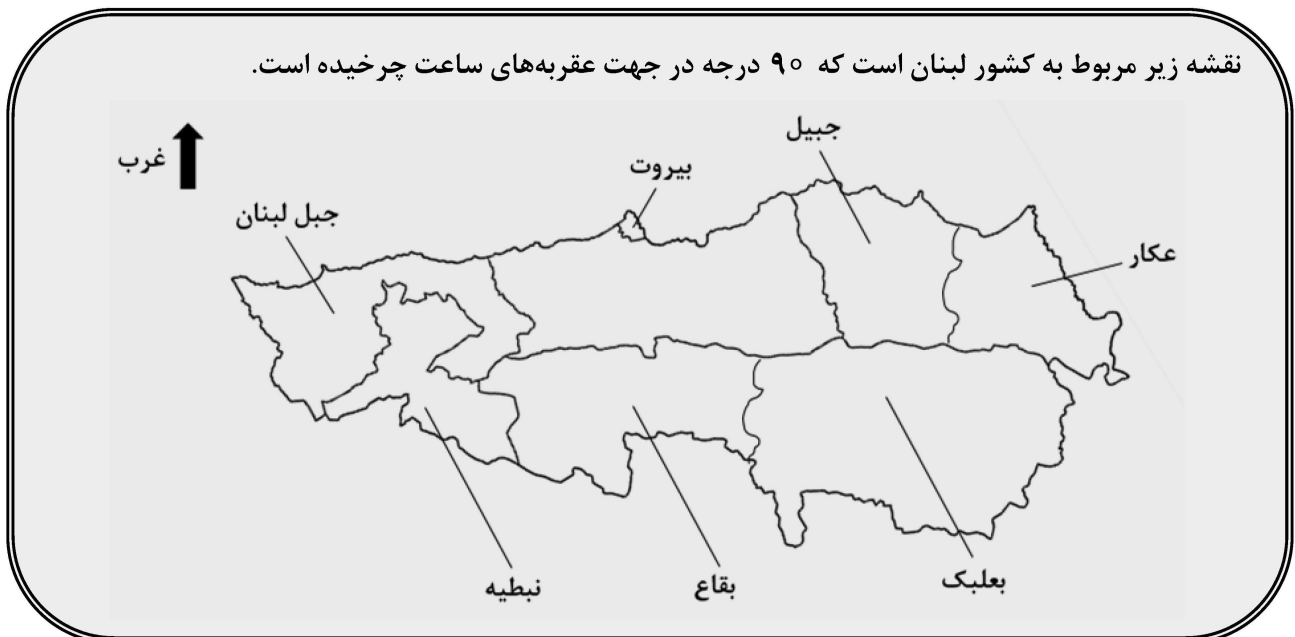 نقشه زیر مربوط به کشور لبنان است که ۹۰ درجه در جهت عقربه‌های ساعت چرخیده است.
جبیل
غرب
بیروت
جبل لبنان
عکار
نبطیه
بقاع
بعلبک